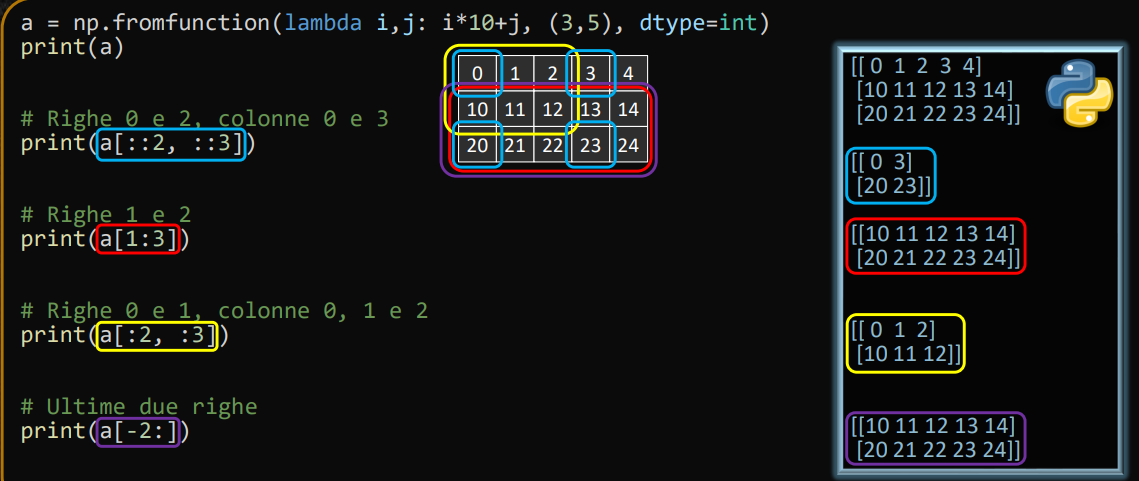 a = np.fromfunction(lambda i,j: i*10+j, (3,5), dtype=int)
print(a)
0 1 2 3 4
10 11 12 13 14
20 21 22 23 24
# Righe 0 e 2, colonne 0 e 3
print(a[::2, ::3])
# Righe 1 e 2
print(a[1:3])
# Righe 0 e 1, colonne 0, 1 e 2
print(a[:2, :3])
# Ultime due righe
print(a[-2:])
[[ 0 1 2 3 4]
[10 11 12 13 14]
[20 21 22 23 24]]
[[ 0 3]
[20 23]]
[[10 11 12 13 14]
[20 21 22 23 24]]
[[ 0 1 2]
[10 11 12]]
[[10 11 12 13 14]
[20 21 22 23 24]]